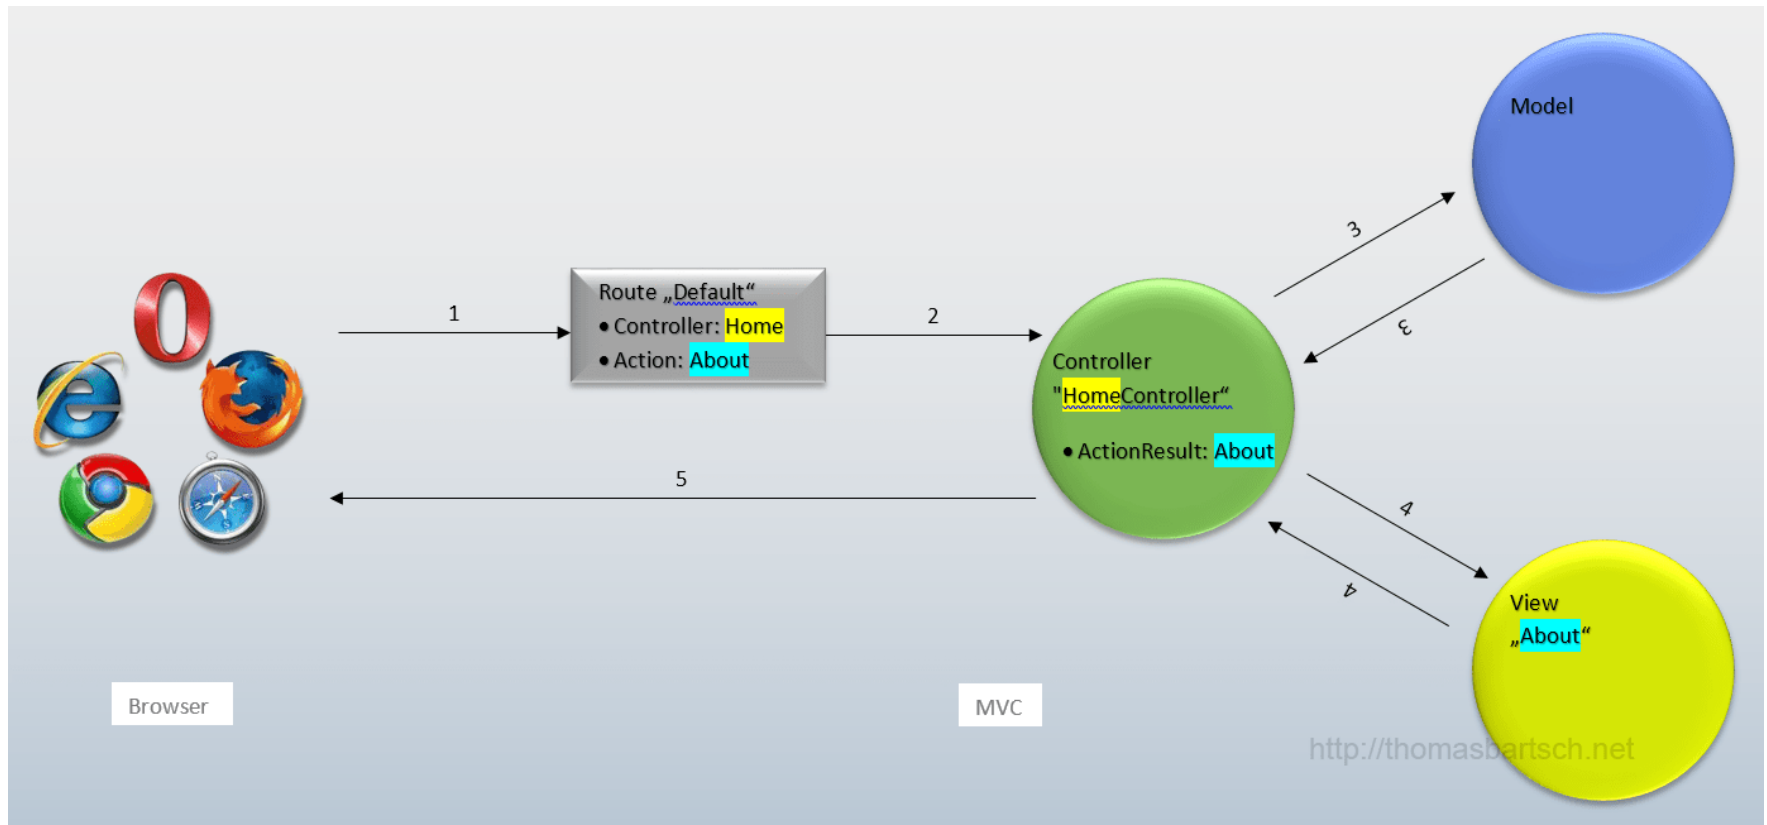 Model
3
3
1
Route „Default“
• Controller: Home
• Action: About
2
Controller
"HomeController“
• ActionResult: About
5
4
4
View
„About“
Browser
MVC
http://thomasbartsch.net